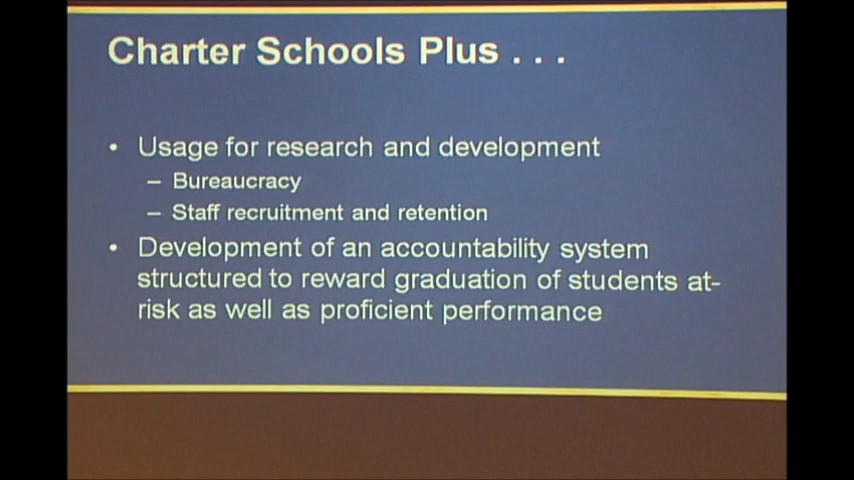 Charter Schools Plus . . .
• Usage for research and development
– Bureaucracy
– Staff recruitment and retention
• Development of an accountability system
structured to reward graduation of students at-
risk as well as proficient performance